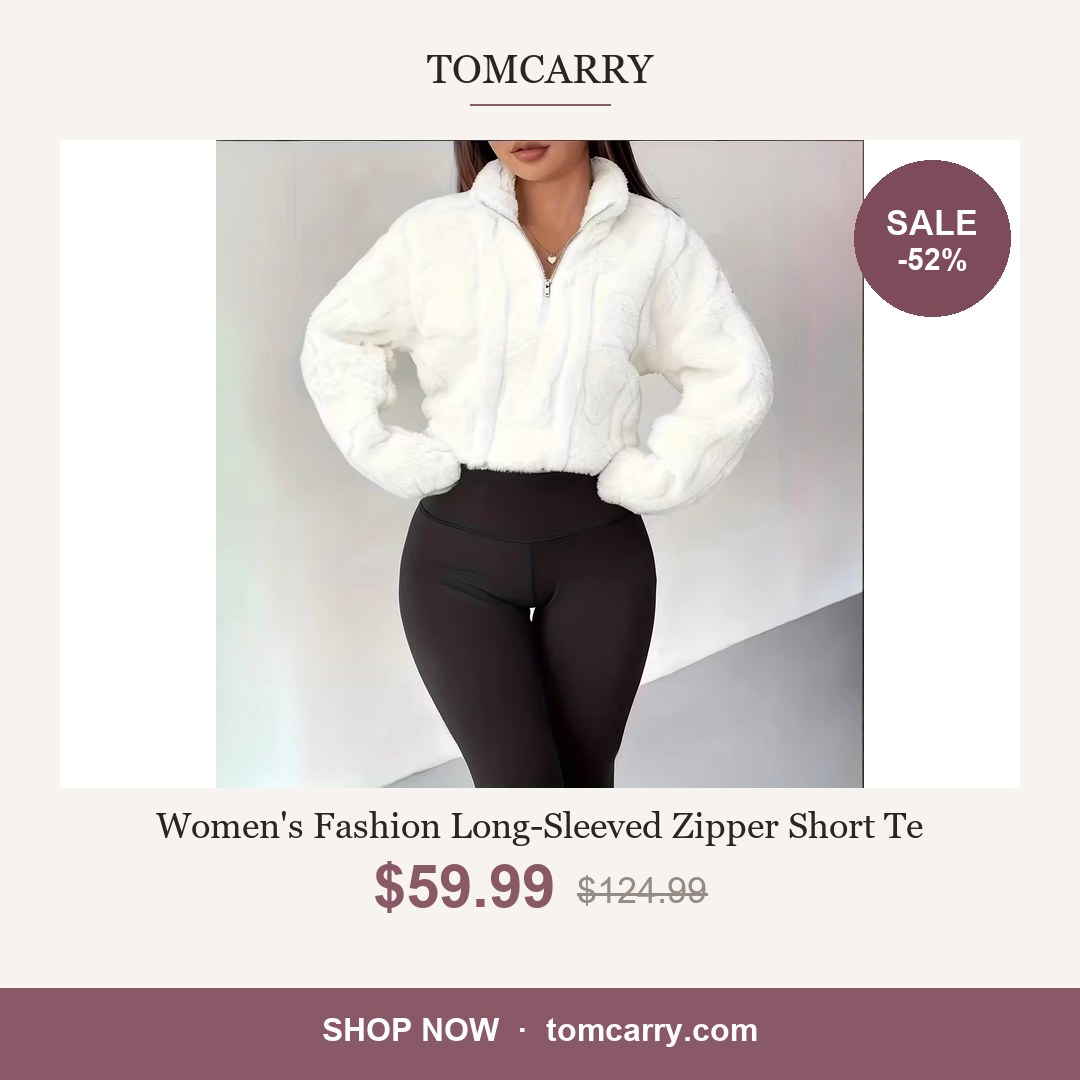 TOMCARRY
SALE
-52%
Women's Fashion Long-Sleeved Zipper Short Te
$59.99 $124.99
SHOP NOW · tomcarry.com